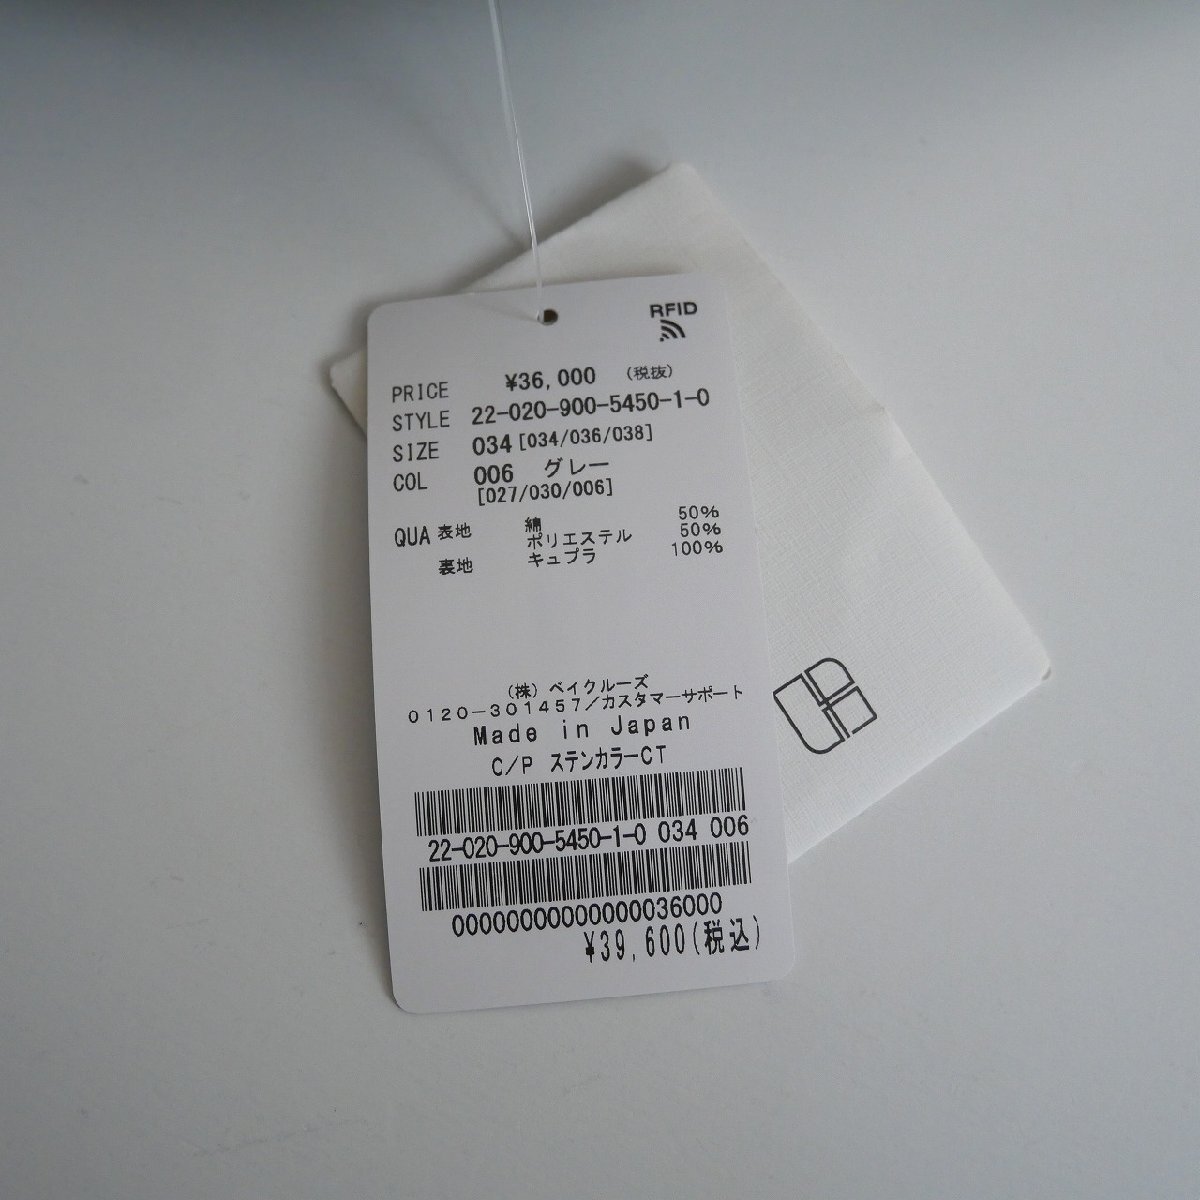 RFID
PRICE ¥36,000 (税抜)
STYLE 22-020-900-5450-1-0
SIZE 034 [034/036/038]
COL 006 グレー
[027/030/006]
QUA 表地 綿 50%
ポリエステル 50%
裏地 キュプラ 100%
(株) ベイクルーズ
0120-301457/カスタマーサポート
Made in Japan
C/P ステンカラーCT
22-020-900-5450-1-0 034 006
00000000000000036000
¥39,600(税込)